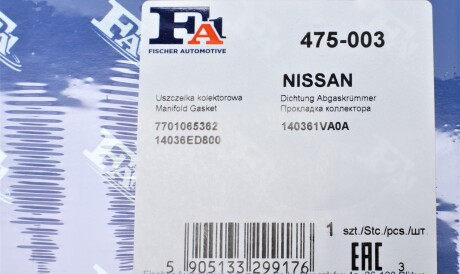 FA1
FISCHER AUTOMOTIVE
475-003
NISSAN
Uszczelka kolektorowa
Manifold Gasket
Dichtung Abgaskrümmer
Прокладка коллектора
7701065362
14036ED800
140361VA0A
1 szt./Stc./pcs./шт
5 905133 299176
EAC
3